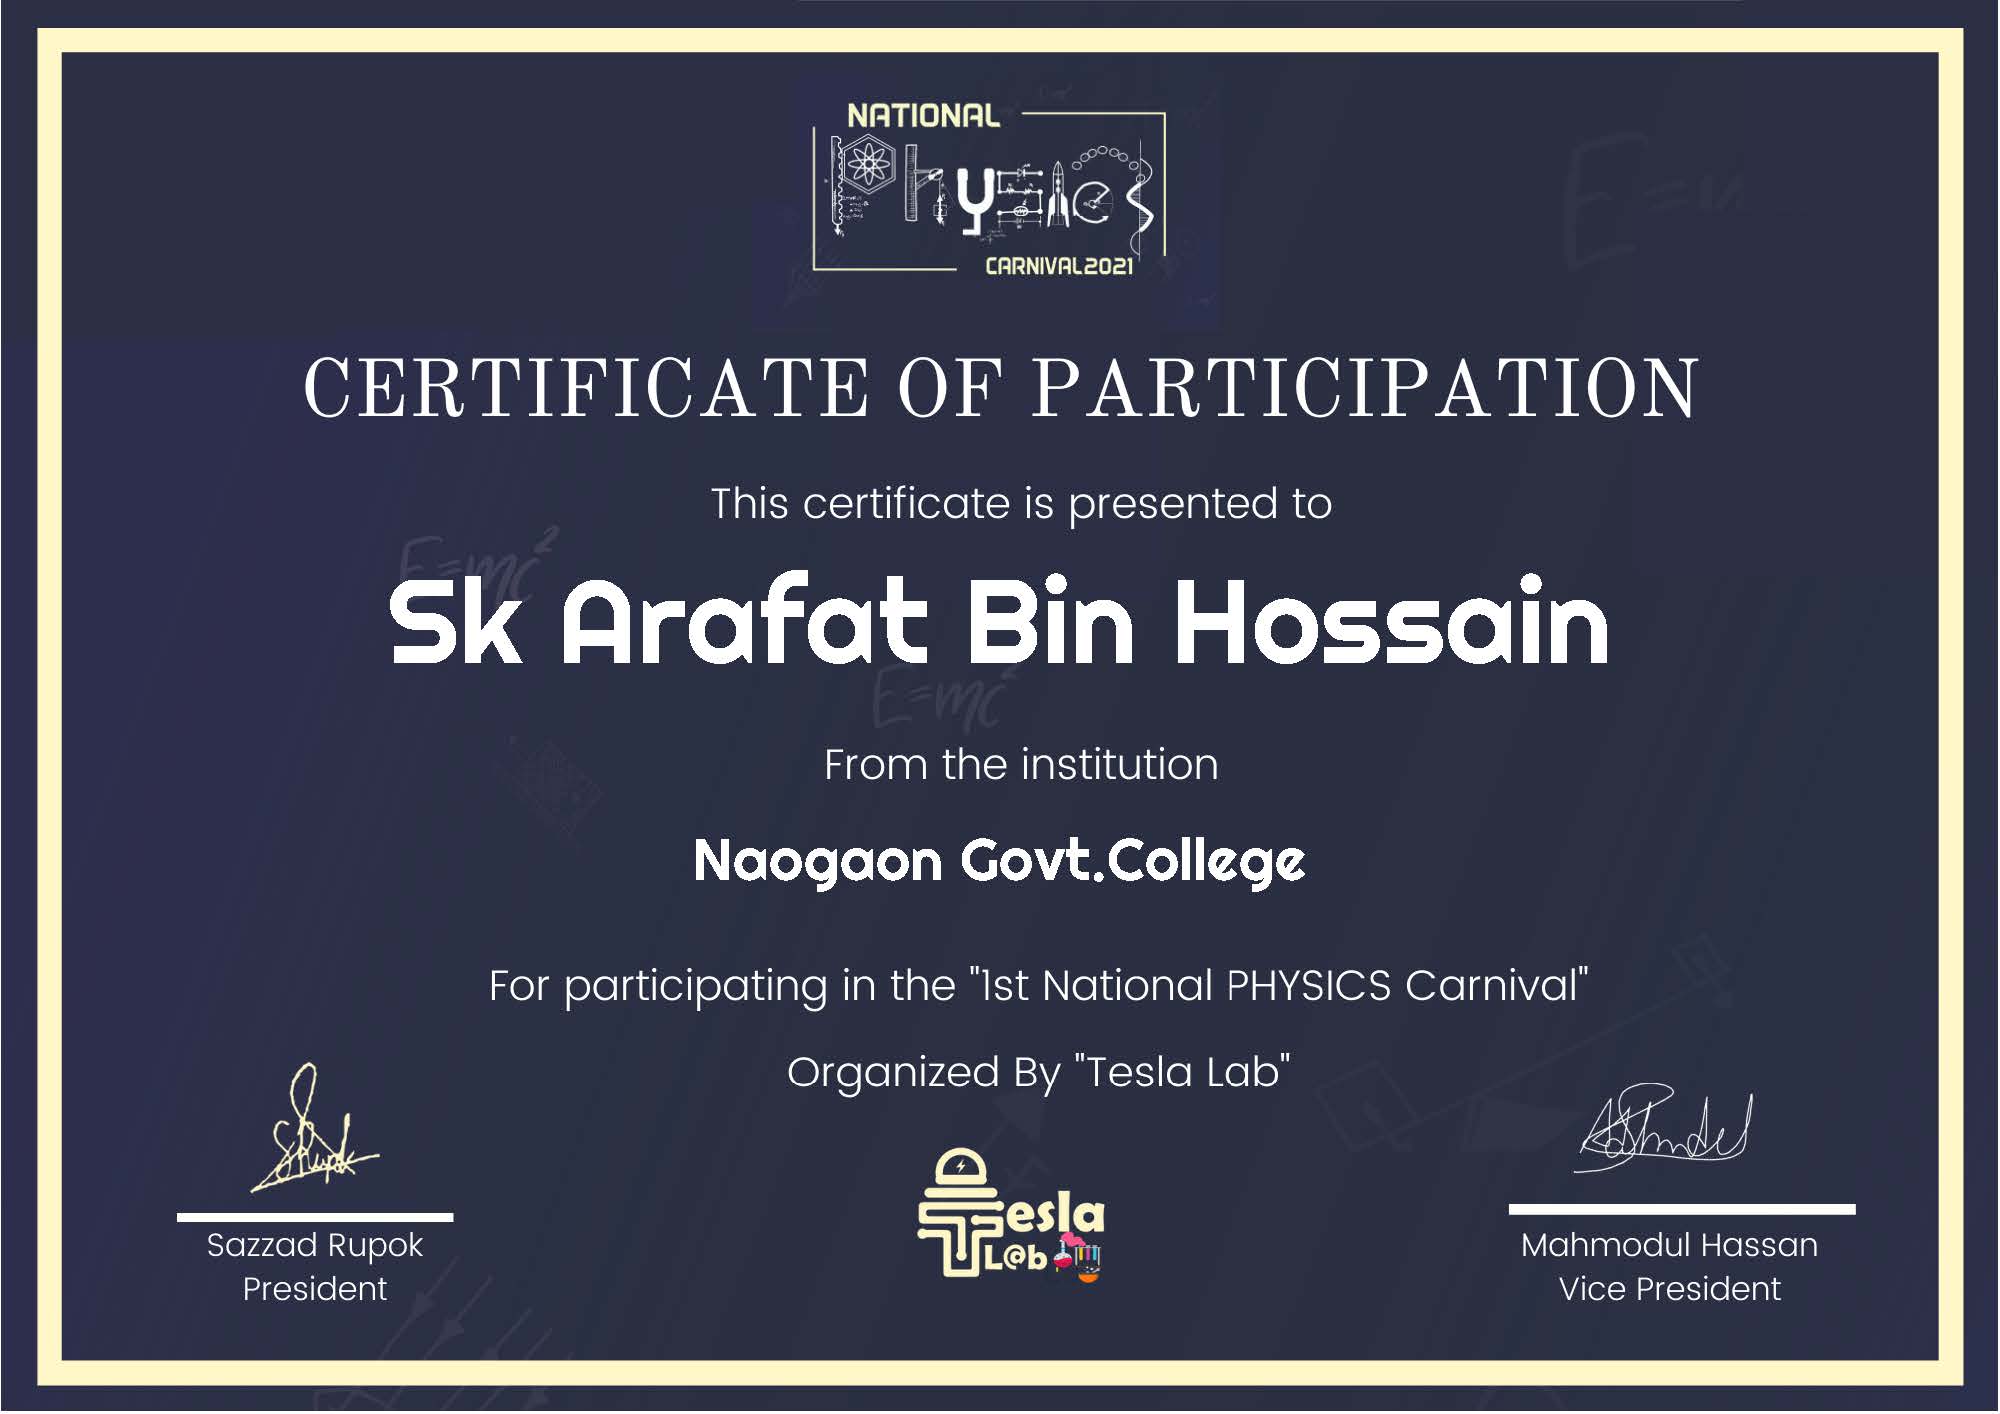 NATIONAL
Physics
CARNIVAL2021
CERTIFICATE OF PARTICIPATION
This certificate is presented to
E=mc²
Sk Arafat Bin Hossain
E=mc²
From the institution
Naogaon Govt.College
For participating in the "1st National PHYSICS Carnival"
Organized By "Tesla Lab"
Tesla
L@b
Sazzad Rupok
President
Mahmodul Hassan
Vice President